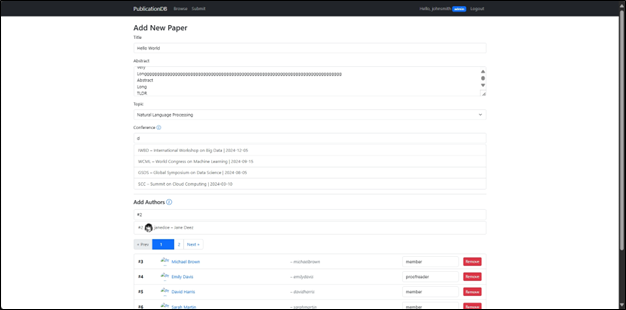 PublicationDB Browse Submit Hello, johnsmith admin Logout
Add New Paper
Title
Hello World
Abstract
Very
Abstract
Long
TLDR
Topic
Natural Language Processing
Conference
IWBD – International Workshop on Big Data | 2024-12-05
WCML – World Congress on Machine Learning | 2024-09-15
GSDS – Global Symposium on Data Science | 2024-08-05
SCC – Summit on Cloud Computing | 2024-03-10
Add Authors
#2
#2 janedoe – Jane Doe
« Prev 1 2 Next »
#3 Michael Brown – michaelbrown member Remove
#4 Emily Davis – emilydavis proofreader Remove
#5 David Harris – davidharris member Remove
#6 Sarah Martin – sarahmartin member Remove